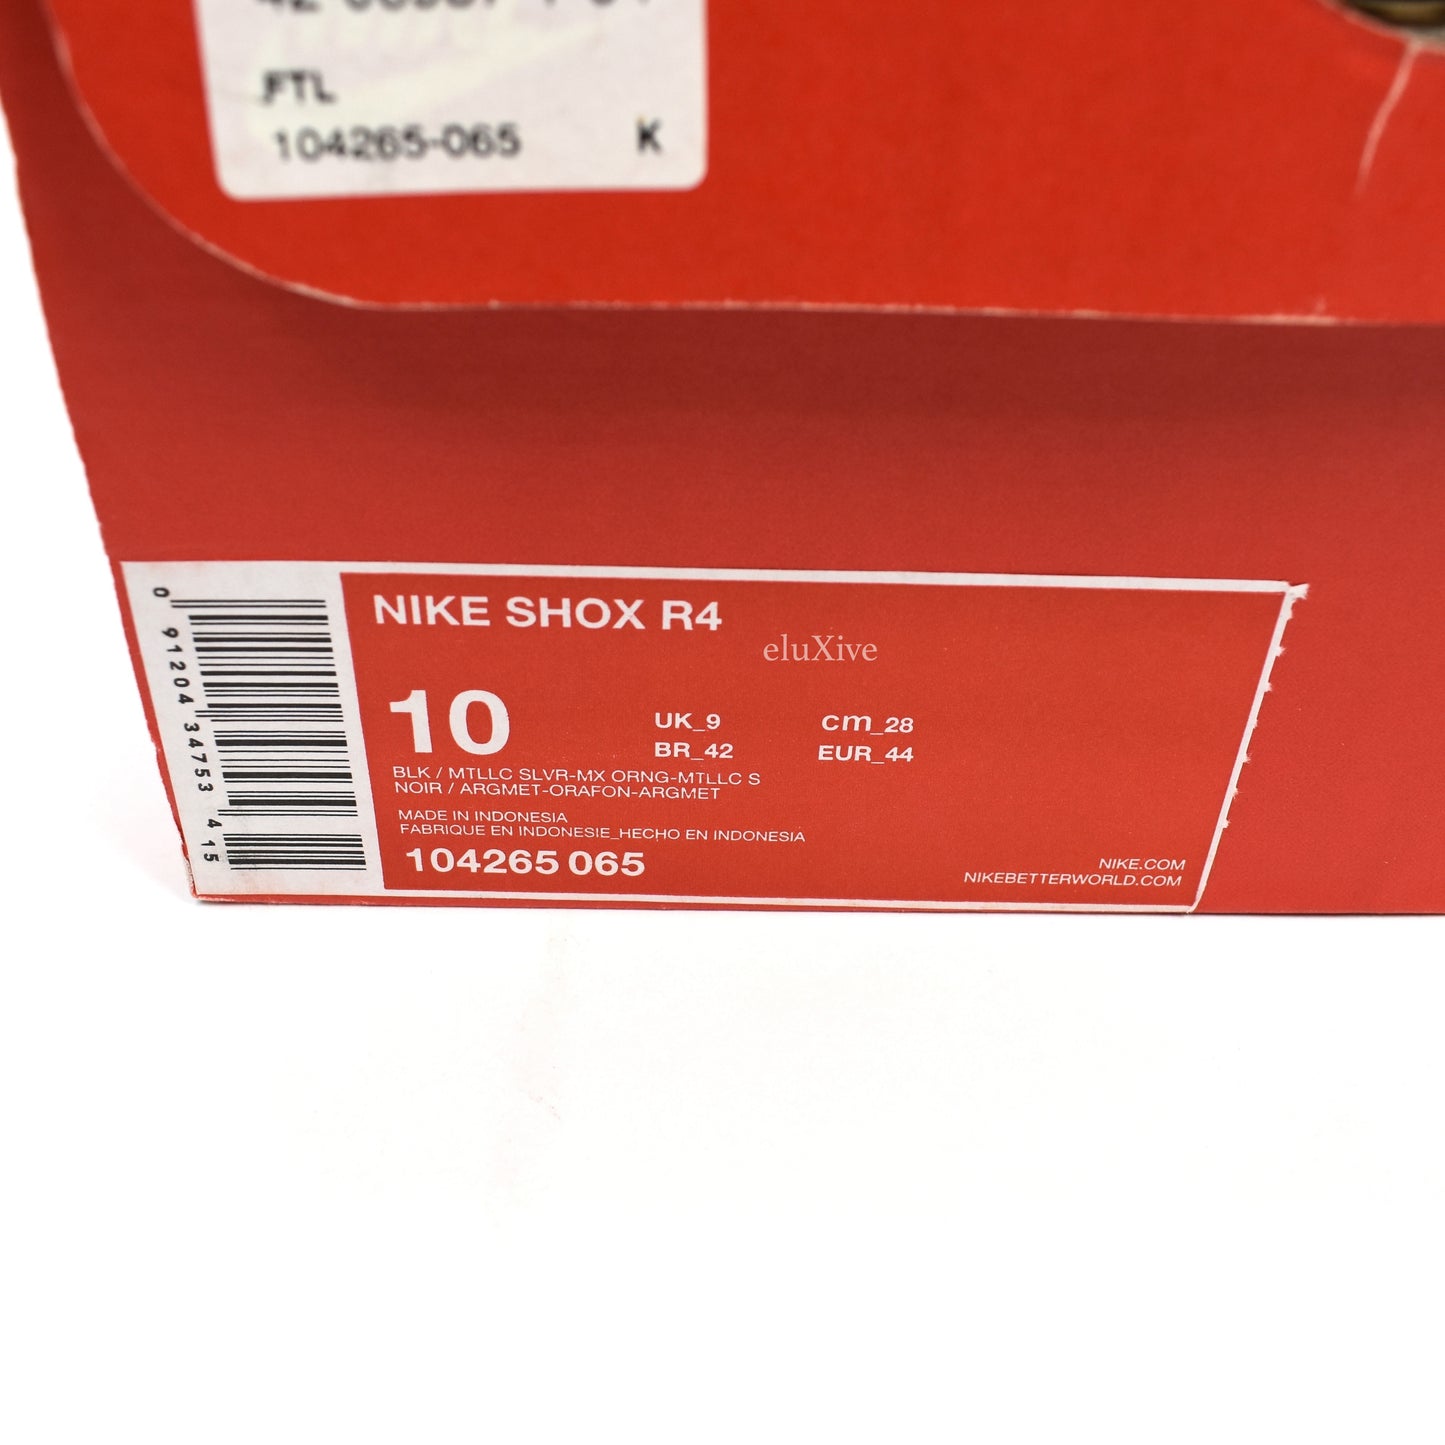 FTL
104265-065 K
0 91204 34753 4 15
NIKE SHOX R4
eluXive
10
UK_9 cm_28
BR_42 EUR_44
BLK / MTLLC SLVR-MX ORNG-MTLLC S
NOIR / ARGMET-ORAFON-ARGMET
MADE IN INDONESIA
FABRIQUE EN INDONESIE_HECHO EN INDONESIA
104265 065
NIKE.COM
NIKEBETTERWORLD.COM